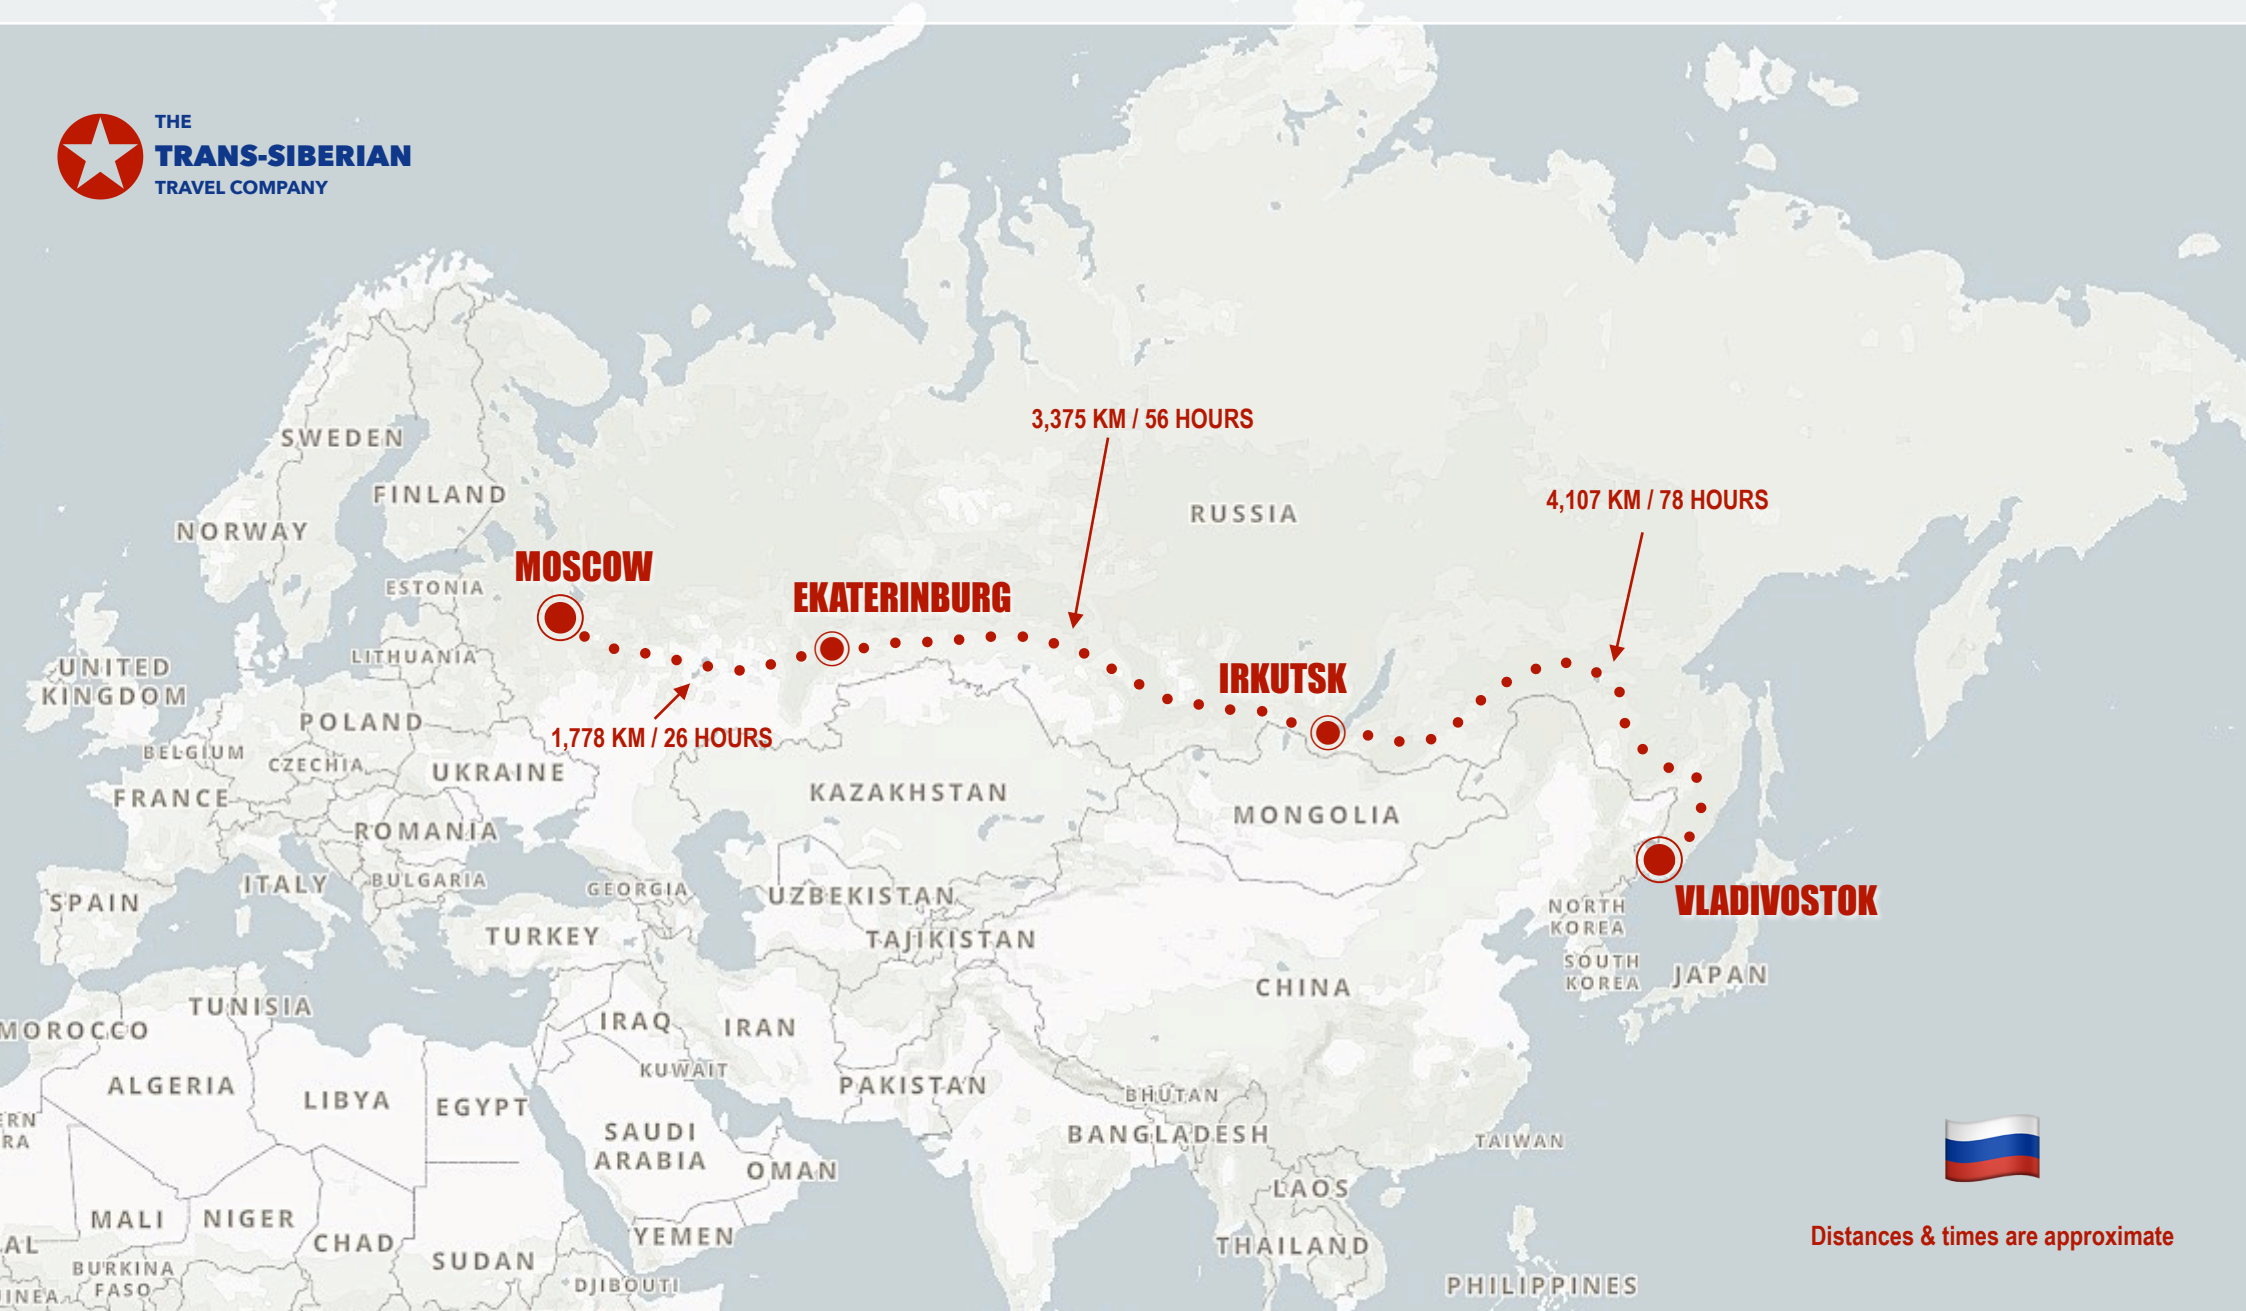 THE
TRANS-SIBERIAN
TRAVEL COMPANY
3,375 KM / 56 HOURS
SWEDEN
FINLAND
4,107 KM / 78 HOURS
RUSSIA
NORWAY
MOSCOW
ESTONIA
EKATERINBURG
LITHUANIA
UNITED
KINGDOM
IRKUTSK
POLAND
1,778 KM / 26 HOURS
BELGIUM
CZECHIA
UKRAINE
FRANCE
KAZAKHSTAN
MONGOLIA
ROMANIA
ITALY
BULGARIA
GEORGIA
SPAIN
UZBEKISTAN
VLADIVOSTOK
NORTH
KOREA
TURKEY
TAJIKISTAN
SOUTH
KOREA
JAPAN
CHINA
TUNISIA
MOROCCO
IRAQ
IRAN
KUWAIT
ALGERIA
LIBYA
EGYPT
PAKISTAN
BHUTAN
ERN
RA
SAUDI
ARABIA
BANGLADESH
TAIWAN
OMAN
LAOS
MALI
NIGER
CHAD
YEMEN
AL
SUDAN
THAILAND
Distances & times are approximate
BURKINA
FASO
DJIBOUTI
PHILIPPINES
INEA